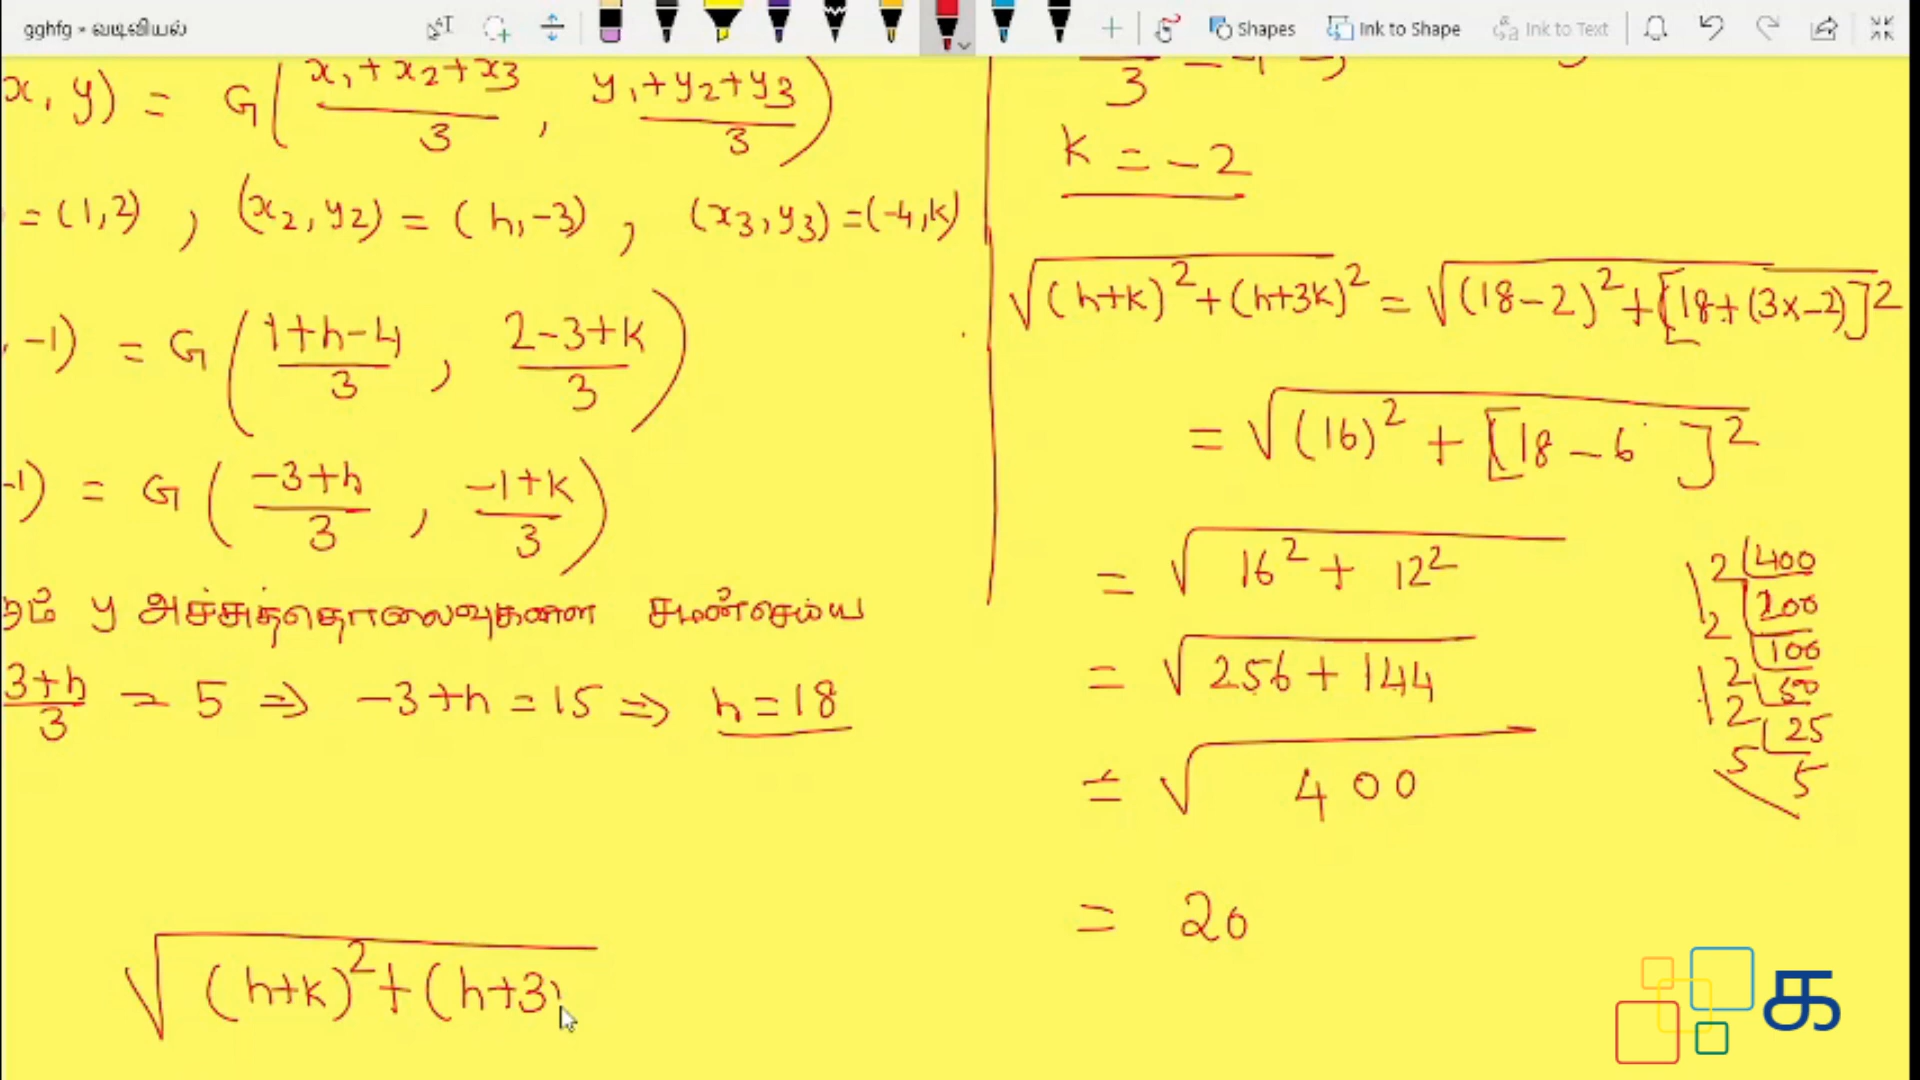 gghfg - வடிவியல்
Shapes
Ink to Shape
Ink to Text
x, y) = G( x₁+x₂+x₃ / 3 , y₁+y₂+y₃ / 3 )
= (1,2) , (x₂, y₂) = (h,-3) , (x₃, y₃) = (-4, k)
, -1) = G( 1+h-4 / 3 , 2-3+k / 3 )
-1) = G( -3+h / 3 , -1+k / 3 )
y அச்சுத்தொலைவுகளை சமன்செய்ய
3+h / 3 = 5 ⇒ -3+h = 15 ⇒ h = 18
√(h+k)²+(h+3
3
k = -2
√(h+k)²+(h+3k)² = √(18-2)²+[18+(3x-2)]²
= √(16)² + [18-6 ]²
= √16² + 12²
= √256+144
= √400
= 20
2 400
2 200
2 100
2 50
5 25
5
க